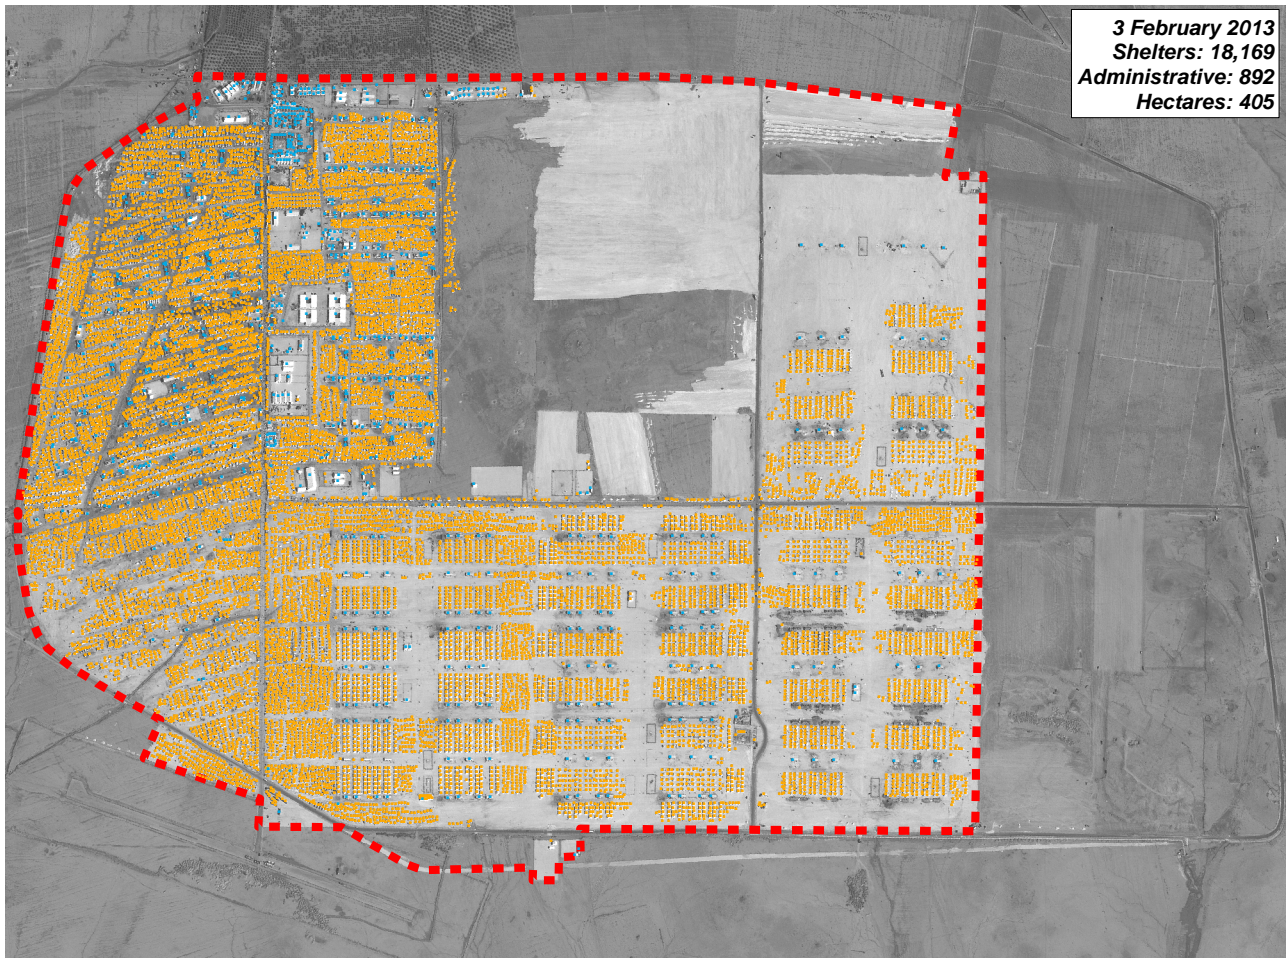 3 February 2013
Shelters: 18,169
Administrative: 892
Hectares: 405